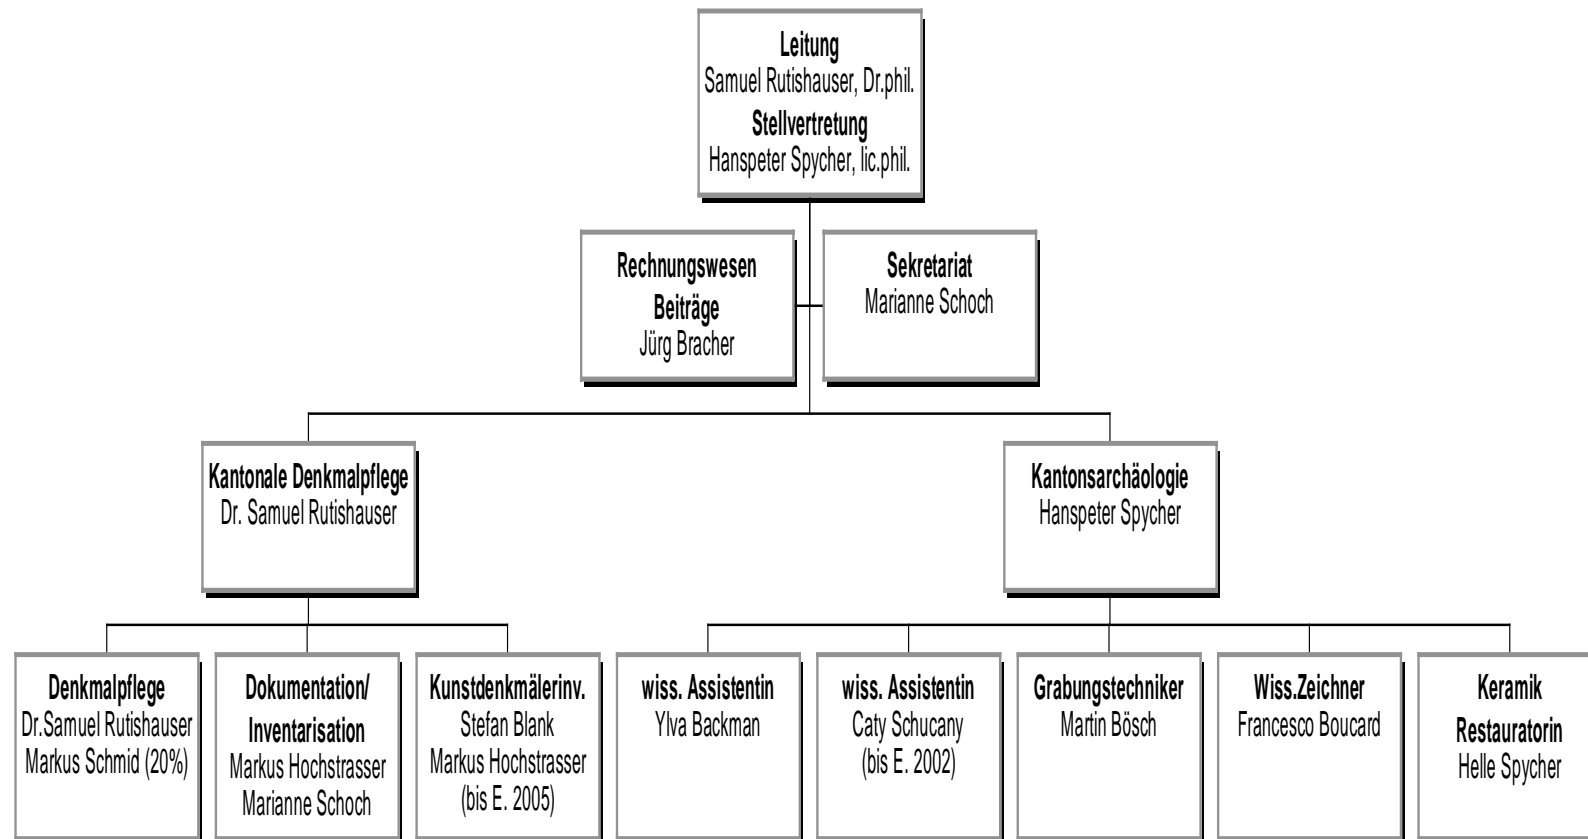 Leitung
Samuel Rutishauser, Dr.phil.
Stellvertretung
Hanspeter Spycher, lic.phil.
Rechnungswesen
Beiträge
Jürg Bracher
Sekretariat
Marianne Schoch
Kantonale Denkmalpflege
Dr. Samuel Rutishauser
Kantonsarchäologie
Hanspeter Spycher
Denkmalpflege
Dr.Samuel Rutishauser
Markus Schmid (20%)
Dokumentation/
Inventarisation
Markus Hochstrasser
Marianne Schoch
Kunstdenkmälerinv.
Stefan Blank
Markus Hochstrasser
(bis E. 2005)
wiss. Assistentin
Ylva Backman
wiss. Assistentin
Caty Schucany
(bis E. 2002)
Grabungstechniker
Martin Bösch
Wiss.Zeichner
Francesco Boucard
Keramik
Restauratorin
Helle Spycher